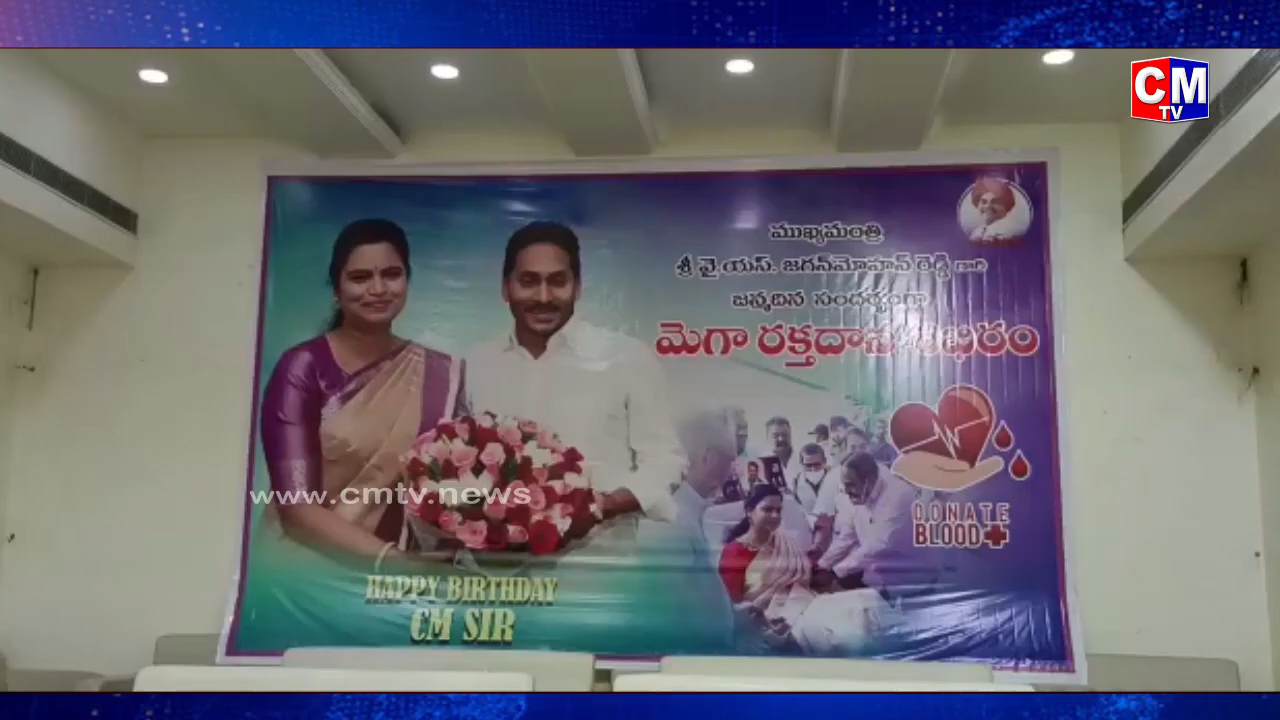 CM
TV
ముఖ్యమంత్రి
శ్రీ వై.యస్. జగన్‌మోహన్ రెడ్డి గారి
జన్మదిన సందర్భంగా
మెగా రక్తదాన శిబిరం
www.cmtv.news
DONATE
BLOOD
HAPPY BIRTHDAY
CM SIR